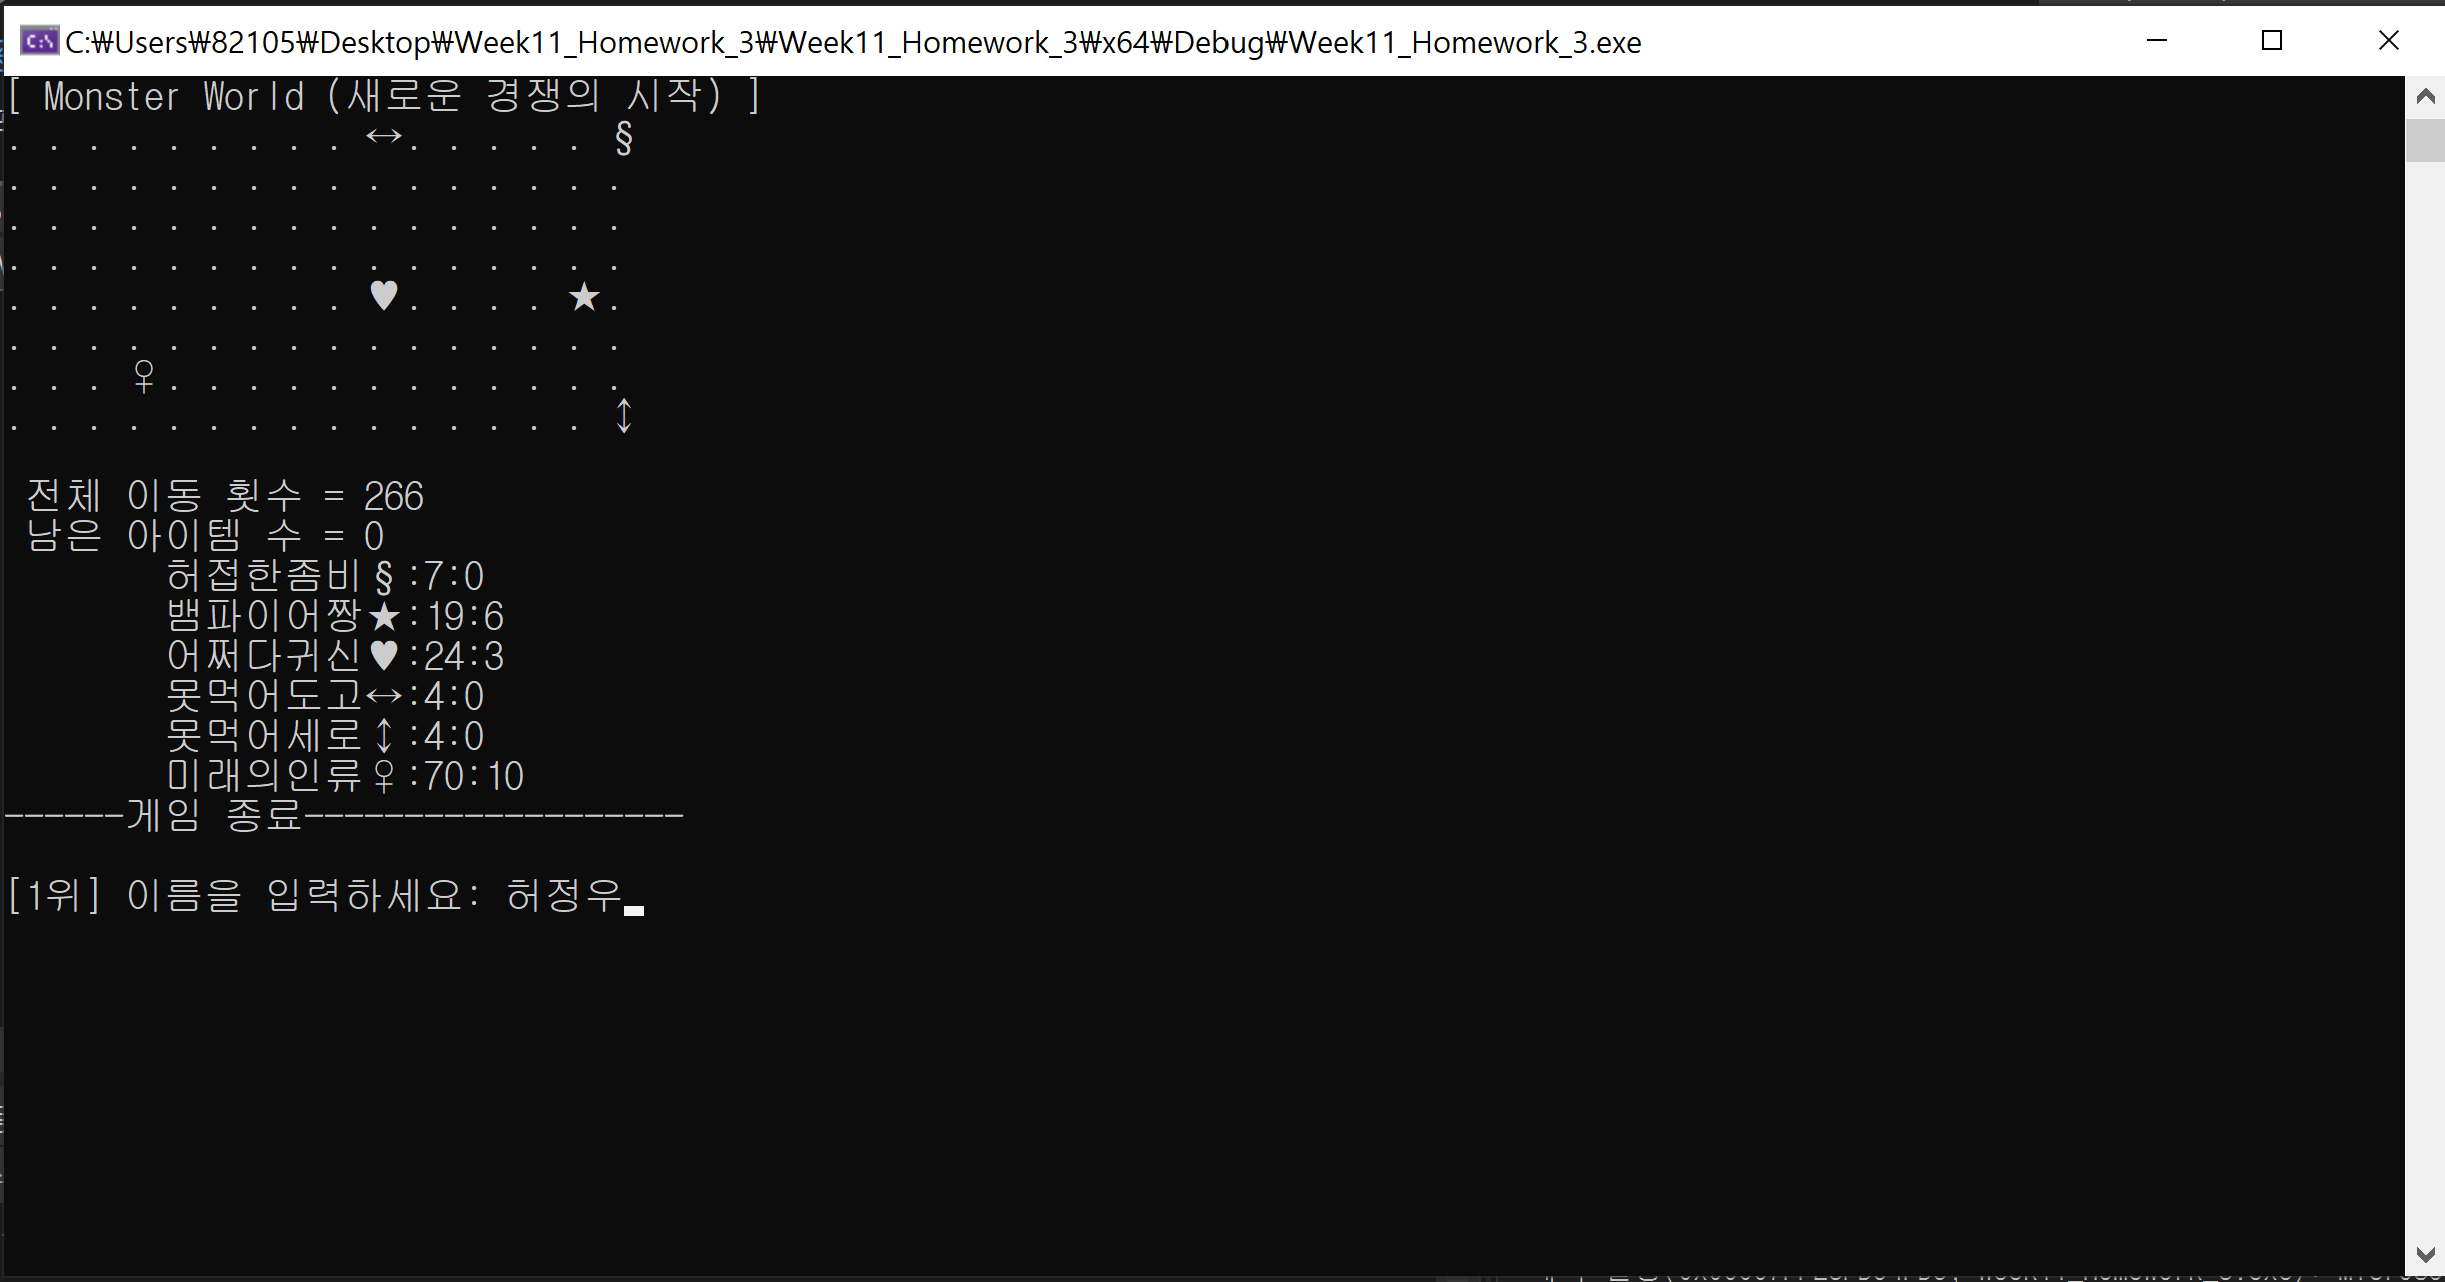 C:₩Users₩82105₩Desktop₩Week11_Homework_3₩Week11_Homework_3₩x64₩Debug₩Week11_Homework_3.exe
[ Monster World (새로운 경쟁의 시작) ]
. . . . . . . . . ↔. . . . . §
. . . . . . . . . . . . . . . .
. . . . . . . . . . . . . . . .
. . . . . . . . . . . . . . . .
. . . . . . . . . ♥. . . . ★.
. . . . . . . . . . . . . . . .
. . . ♀. . . . . . . . . . . .
. . . . . . . . . . . . . . . ↕
전체 이동 횟수 = 266
남은 아이템 수 = 0
허접한좀비§:7:0
뱀파이어짱★:19:6
어쩌다귀신♥:24:3
못먹어도고↔:4:0
못먹어세로↕:4:0
미래의인류♀:70:10
------게임 종료-------------------
[1위] 이름을 입력하세요: 허정우